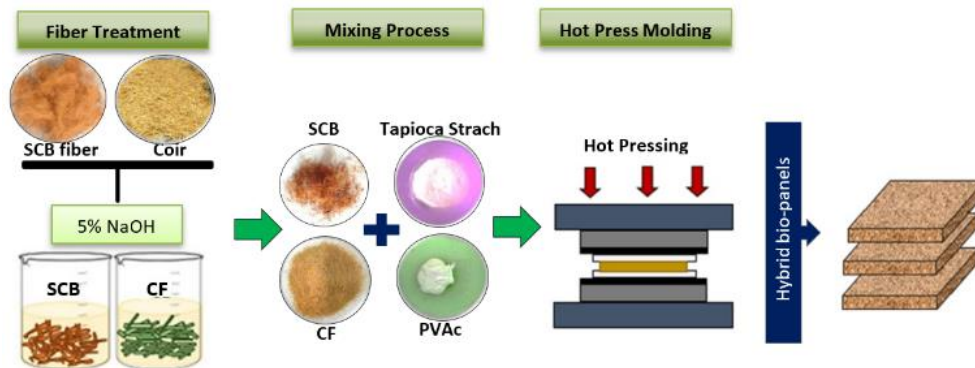 Fiber Treatment
Mixing Process
Hot Press Molding
SCB fiber
Coir
5% NaOH
SCB
CF
SCB
Tapioca Strach
CF
PVAc
Hot Pressing
Hybrid bio-panels